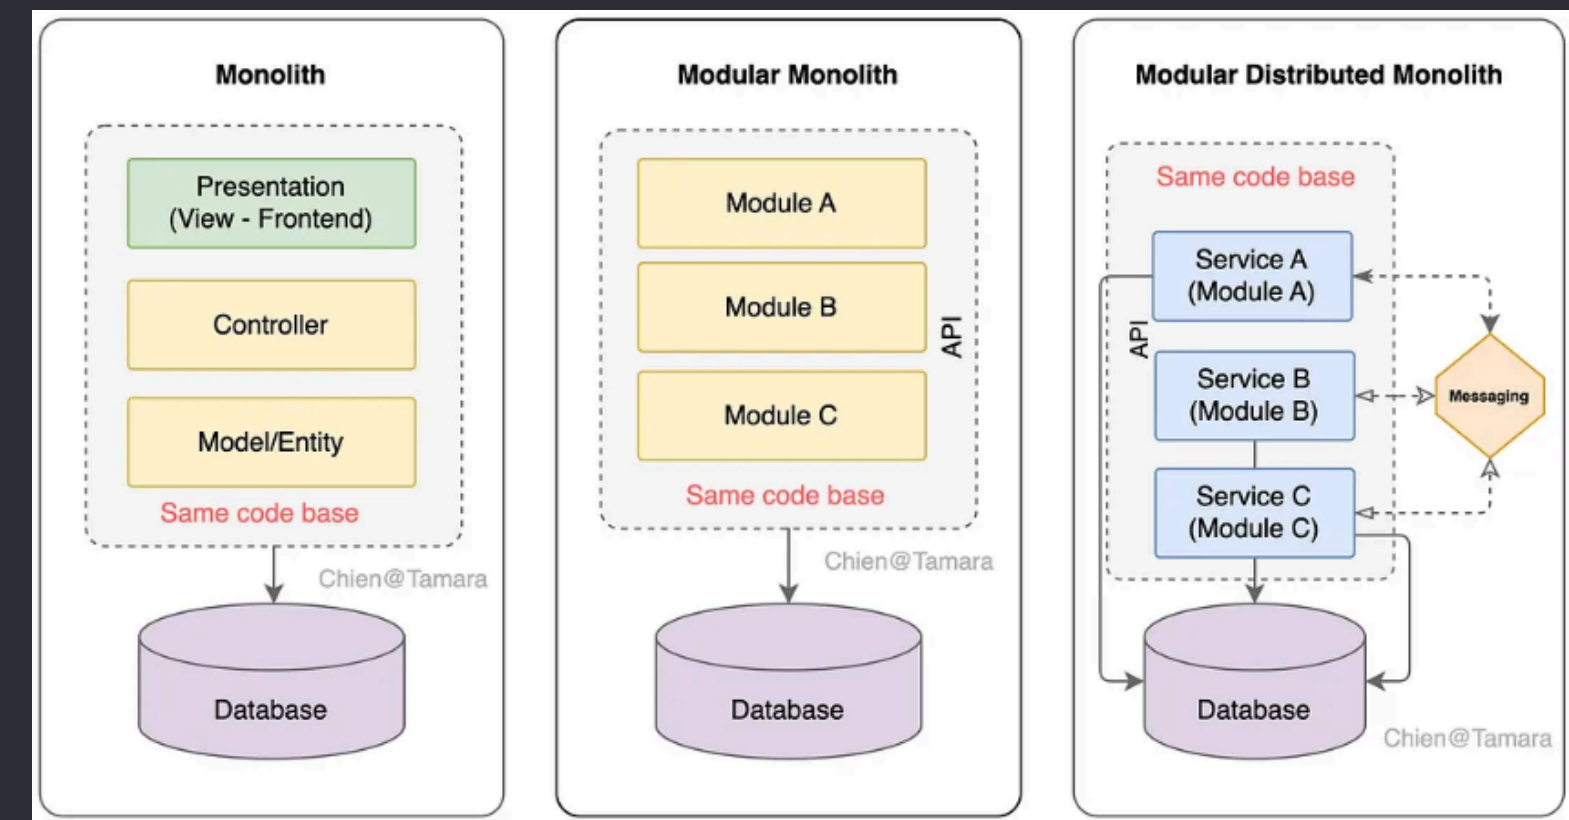 Monolith
Presentation
(View - Frontend)
Controller
Model/Entity
Same code base
Chien@Tamara
Database
Modular Monolith
Module A
Module B
Module C
API
Same code base
Chien@Tamara
Database
Modular Distributed Monolith
Same code base
Service A
(Module A)
API
Service B
(Module B)
Messaging
Service C
(Module C)
Database
Chien@Tamara